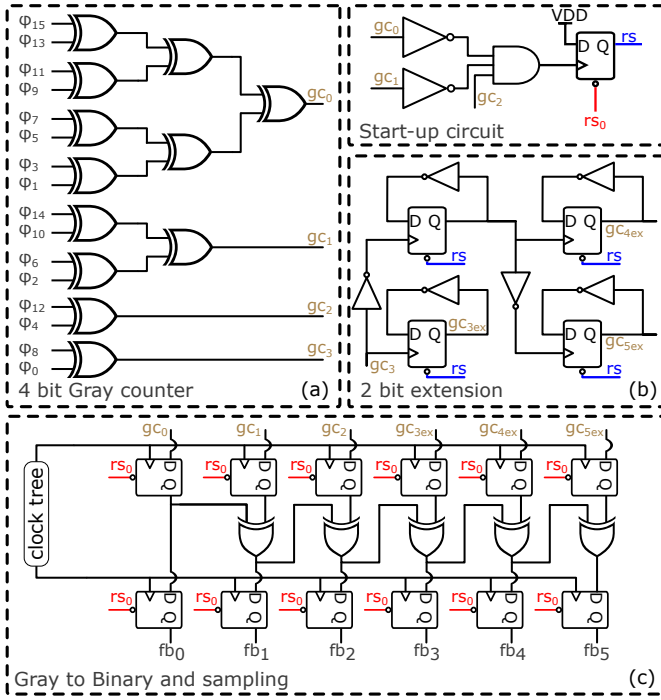 φ15
φ13
φ11
φ9
φ7
φ5
φ3
φ1
φ14
φ10
φ6
φ2
φ12
φ4
φ8
φ0
gc0
gc1
gc2
gc3
4 bit Gray counter (a)
gc0
gc1
gc2
VDD
D Q
rs
rs0
Start-up circuit
D Q
rs
D Q
gc4ex
rs
D Q
gc3ex
gc3
rs
D Q
gc5ex
rs
2 bit extension (b)
gc0 gc1 gc2 gc3ex gc4ex gc5ex
clock tree
rs0 D Q rs0 D Q rs0 D Q rs0 D Q rs0 D Q rs0 D Q
rs0 D Q rs0 D Q rs0 D Q rs0 D Q rs0 D Q rs0 D Q
fb0 fb1 fb2 fb3 fb4 fb5
Gray to Binary and sampling (c)